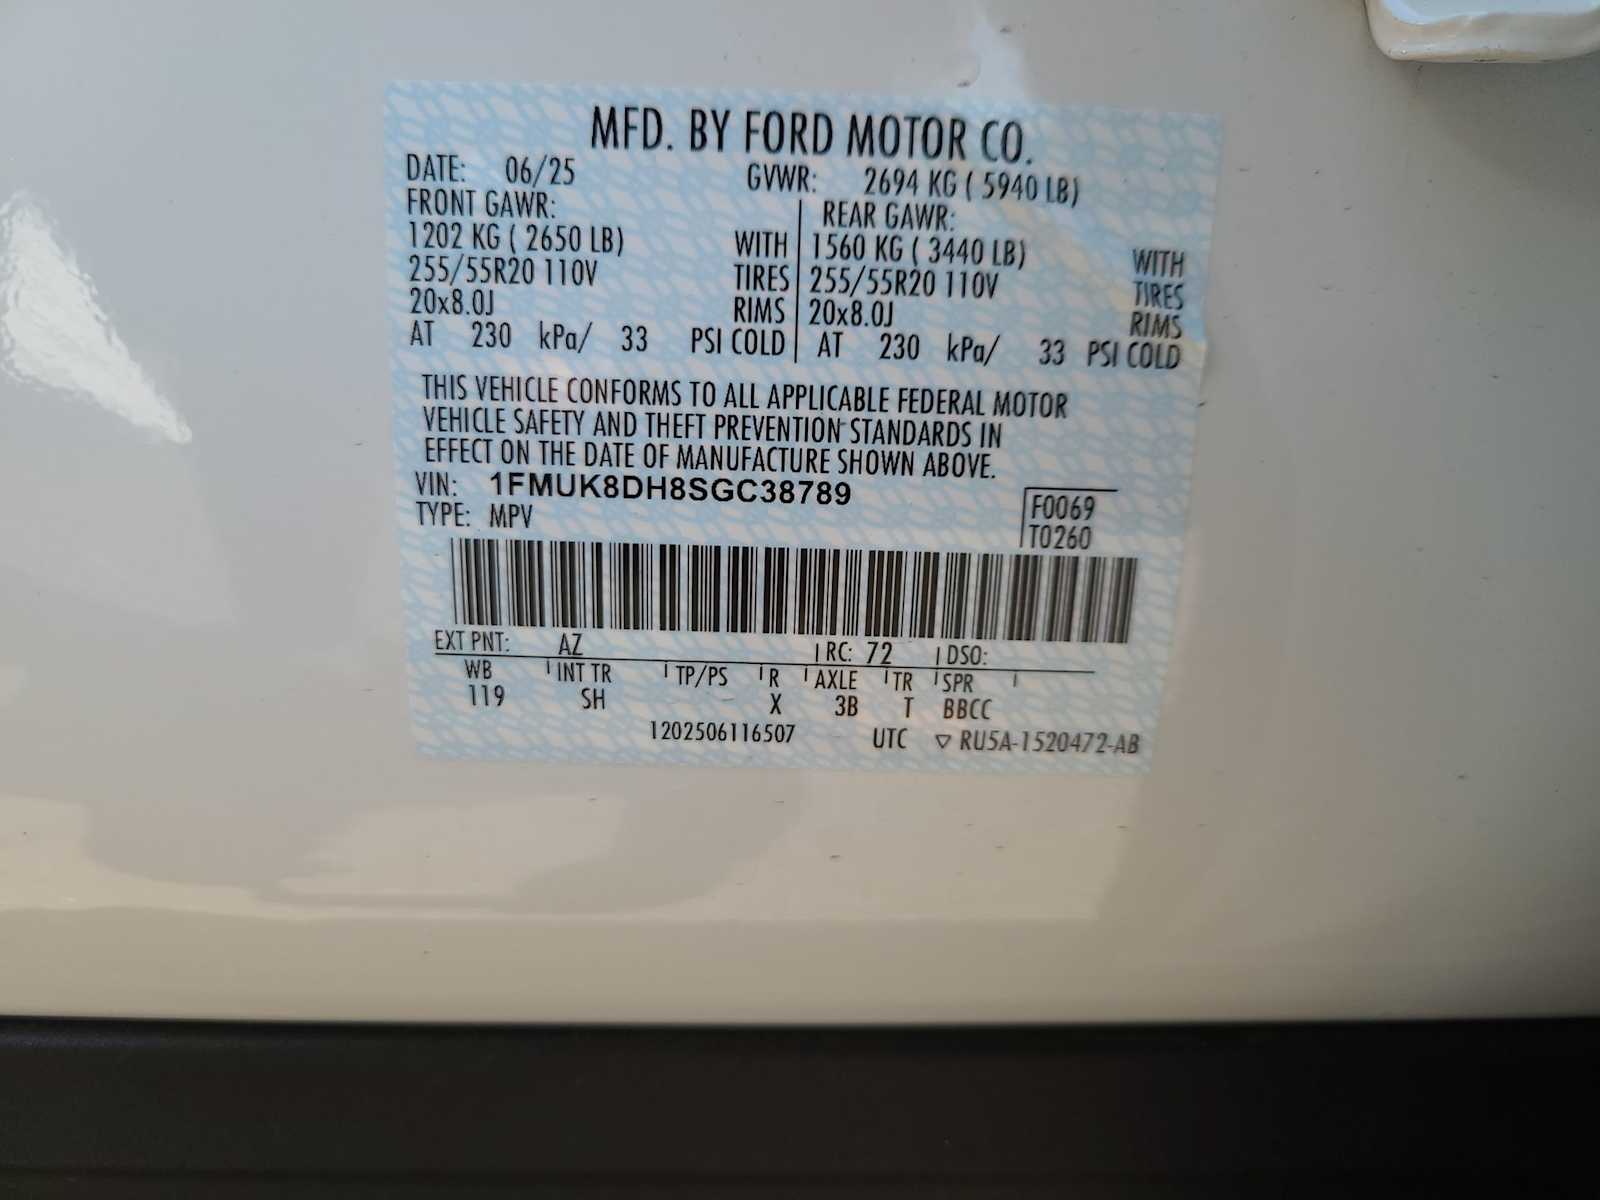 MFD. BY FORD MOTOR CO.
DATE: 06/25 GVWR: 2694 KG ( 5940 LB)
FRONT GAWR: REAR GAWR:
1202 KG ( 2650 LB) WITH 1560 KG ( 3440 LB) WITH
255/55R20 110V TIRES 255/55R20 110V TIRES
20x8.0J RIMS 20x8.0J RIMS
AT 230 kPa/ 33 PSI COLD AT 230 kPa/ 33 PSI COLD
THIS VEHICLE CONFORMS TO ALL APPLICABLE FEDERAL MOTOR
VEHICLE SAFETY AND THEFT PREVENTION STANDARDS IN
EFFECT ON THE DATE OF MANUFACTURE SHOWN ABOVE.
VIN: 1FMUK8DH8SGC38789 F0069
TYPE: MPV T0260
EXT PNT: AZ RC: 72 DSO:
WB INT TR TP/PS R AXLE TR SPR
119 SH X 3B T BBCC
1202506116507 UTC ▽ RU5A-1520472-AB